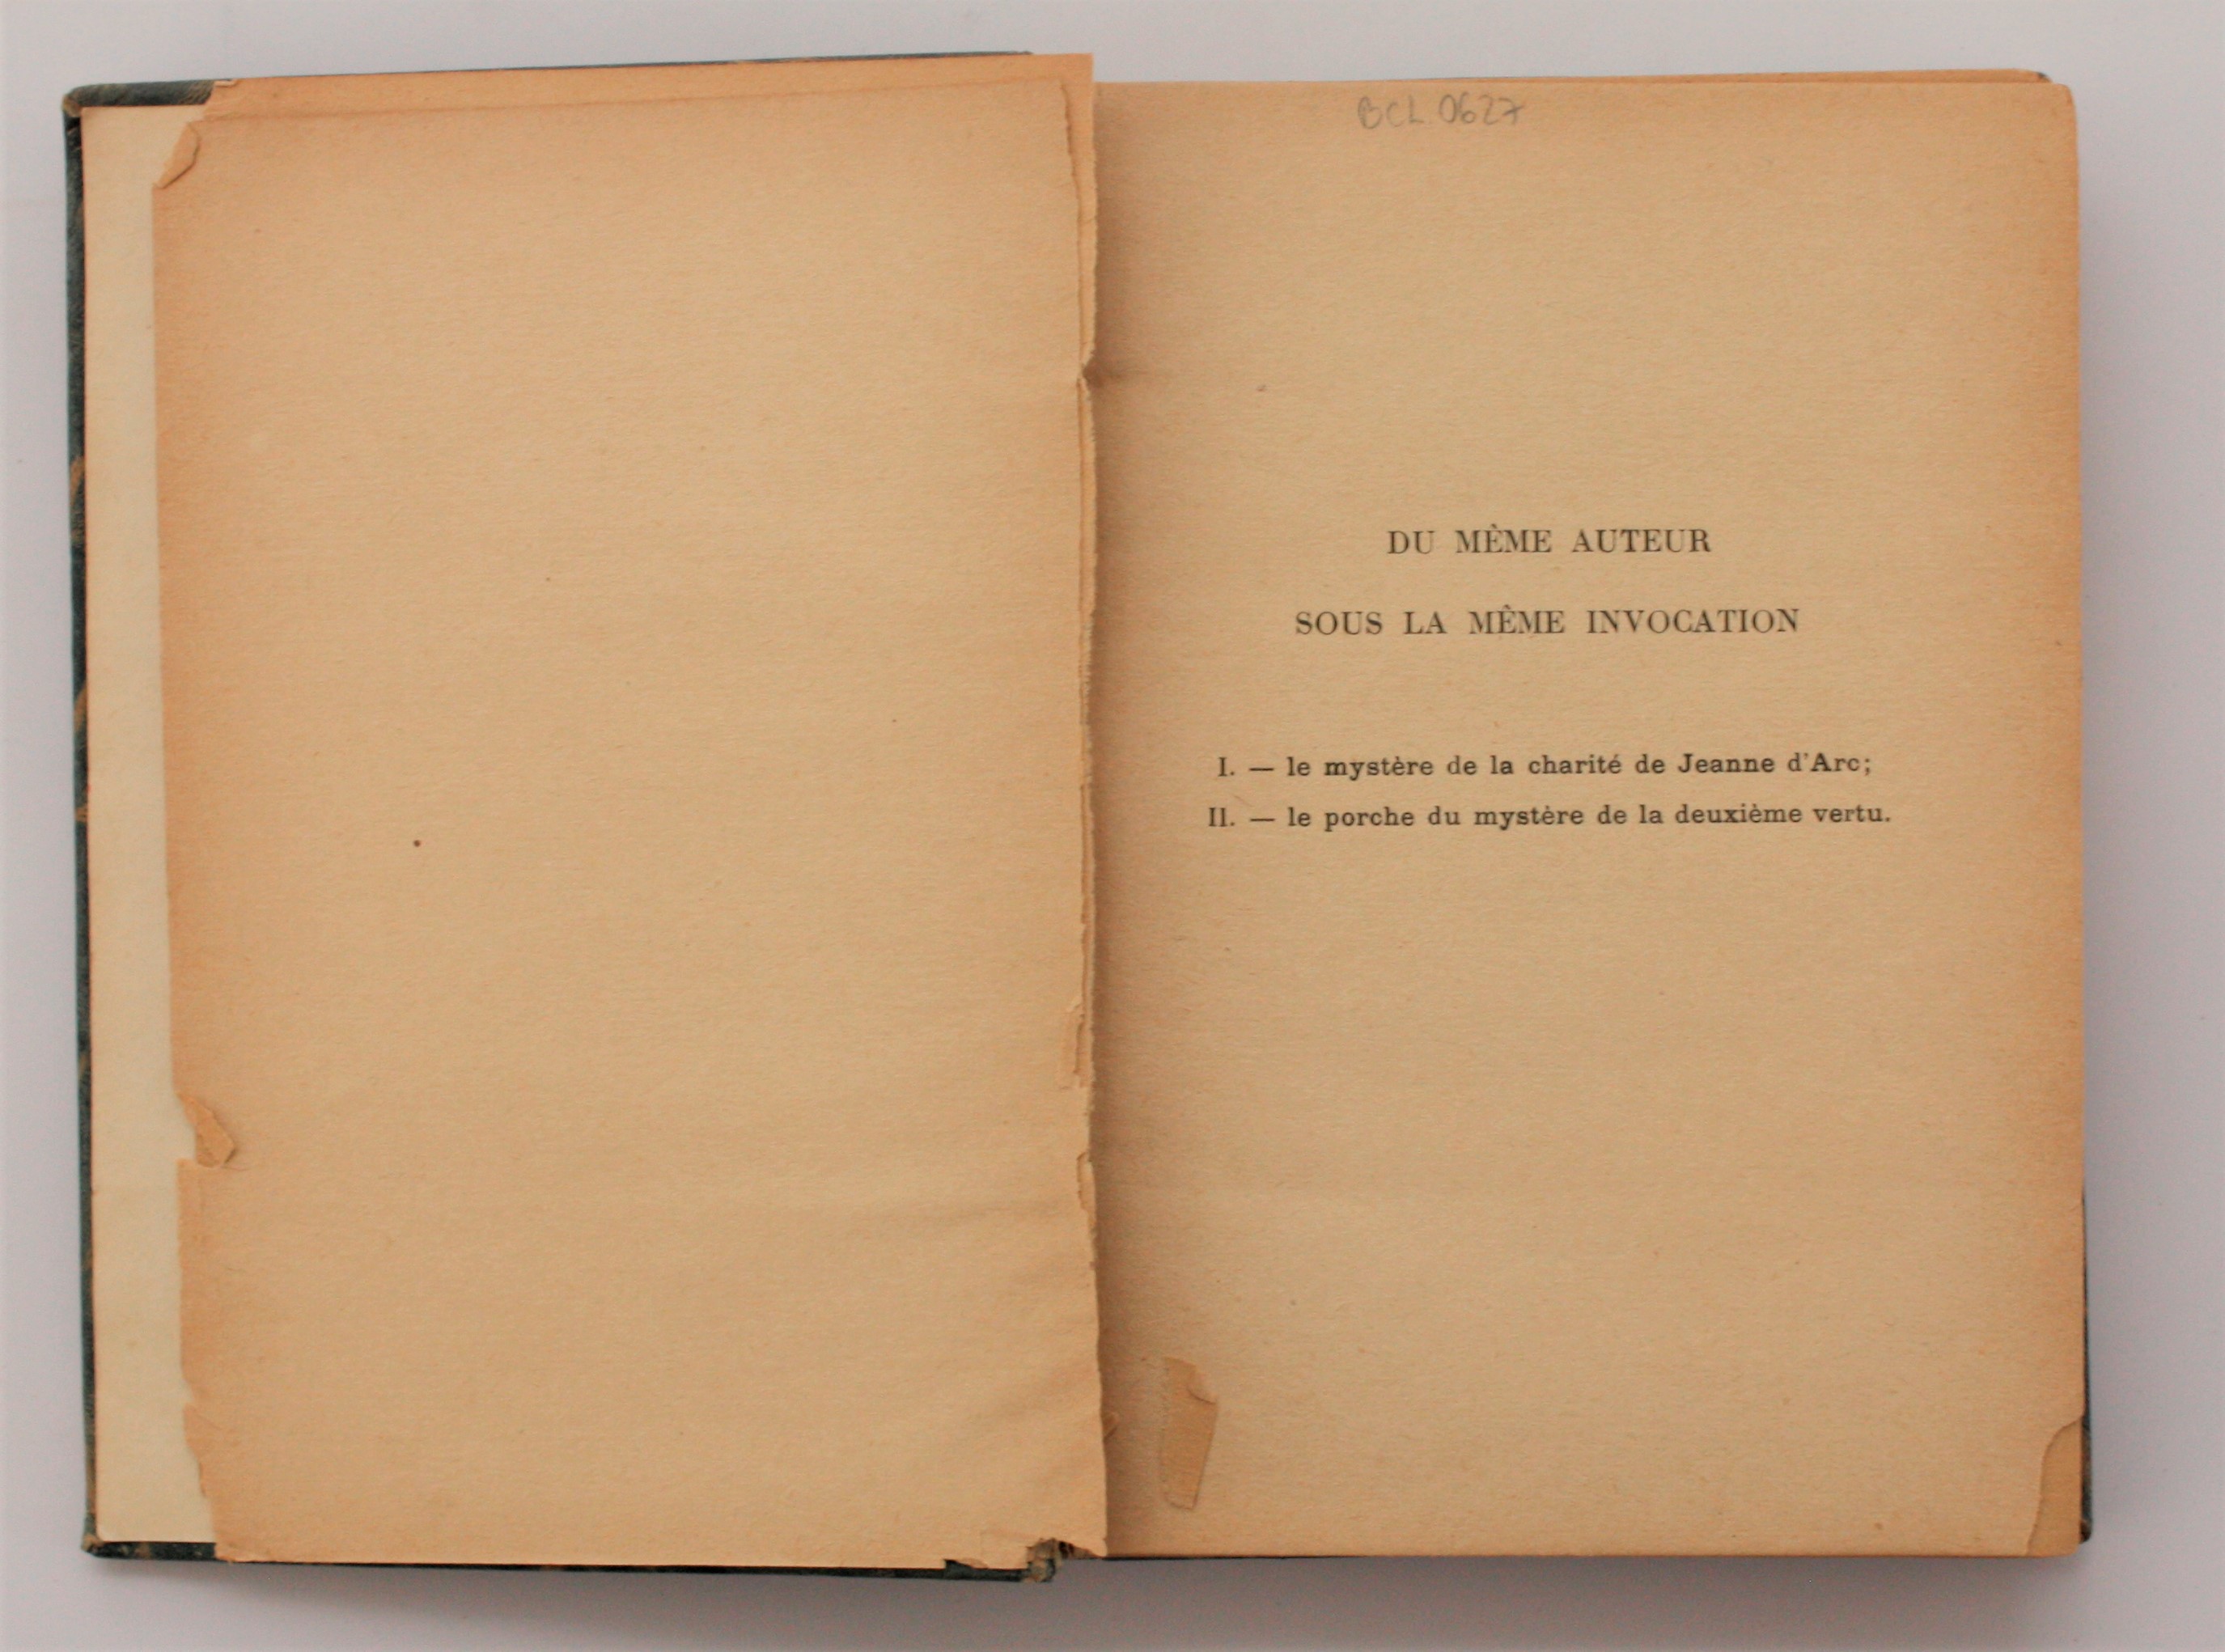 BCL.0627
DU MÊME AUTEUR
SOUS LA MÊME INVOCATION
I. — le mystère de la charité de Jeanne d'Arc;
II. — le porche du mystère de la deuxième vertu.